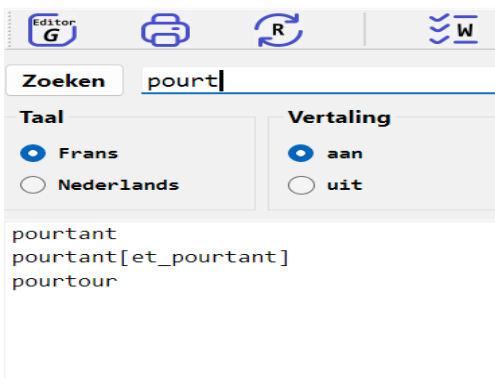 Editor
G R W
Zoeken pourt
Taal Vertaling
Frans aan
Nederlands uit
pourtant
pourtant[et_pourtant]
pourtour